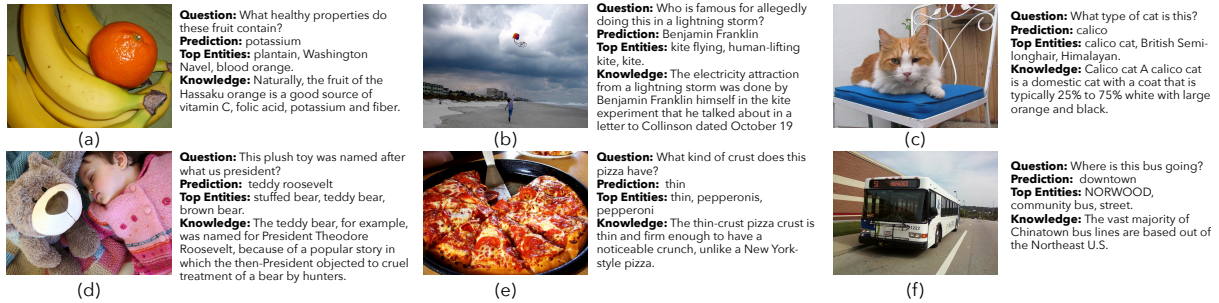 Question: What healthy properties do
these fruit contain?
Prediction: potassium
Top Entities: plantain, Washington
Navel, blood orange.
Knowledge: Naturally, the fruit of the
Hassaku orange is a good source of
vitamin C, folic acid, potassium and fiber.
(a)
Question: Who is famous for allegedly
doing this in a lightning storm?
Prediction: Benjamin Franklin
Top Entities: kite flying, human-lifting
kite, kite.
Knowledge: The electricity attraction
from a lightning storm was done by
Benjamin Franklin himself in the kite
experiment that he talked about in a
letter to Collinson dated October 19
(b)
Question: What type of cat is this?
Prediction: calico
Top Entities: calico cat, British Semi-
longhair, Himalayan.
Knowledge: Calico cat A calico cat
is a domestic cat with a coat that is
typically 25% to 75% white with large
orange and black.
(c)
Question: This plush toy was named after
what us president?
Prediction: teddy roosevelt
Top Entities: stuffed bear, teddy bear,
brown bear.
Knowledge: The teddy bear, for example,
was named for President Theodore
Roosevelt, because of a popular story in
which the then-President objected to cruel
treatment of a bear by hunters.
(d)
Question: What kind of crust does this
pizza have?
Prediction: thin
Top Entities: thin, pepperonis,
pepperoni
Knowledge: The thin-crust pizza crust is
thin and firm enough to have a
noticeable crunch, unlike a New York-
style pizza.
(e)
Question: Where is this bus going?
Prediction: downtown
Top Entities: NORWOOD,
community bus, street.
Knowledge: The vast majority of
Chinatown bus lines are based out of
the Northeast U.S.
(f)